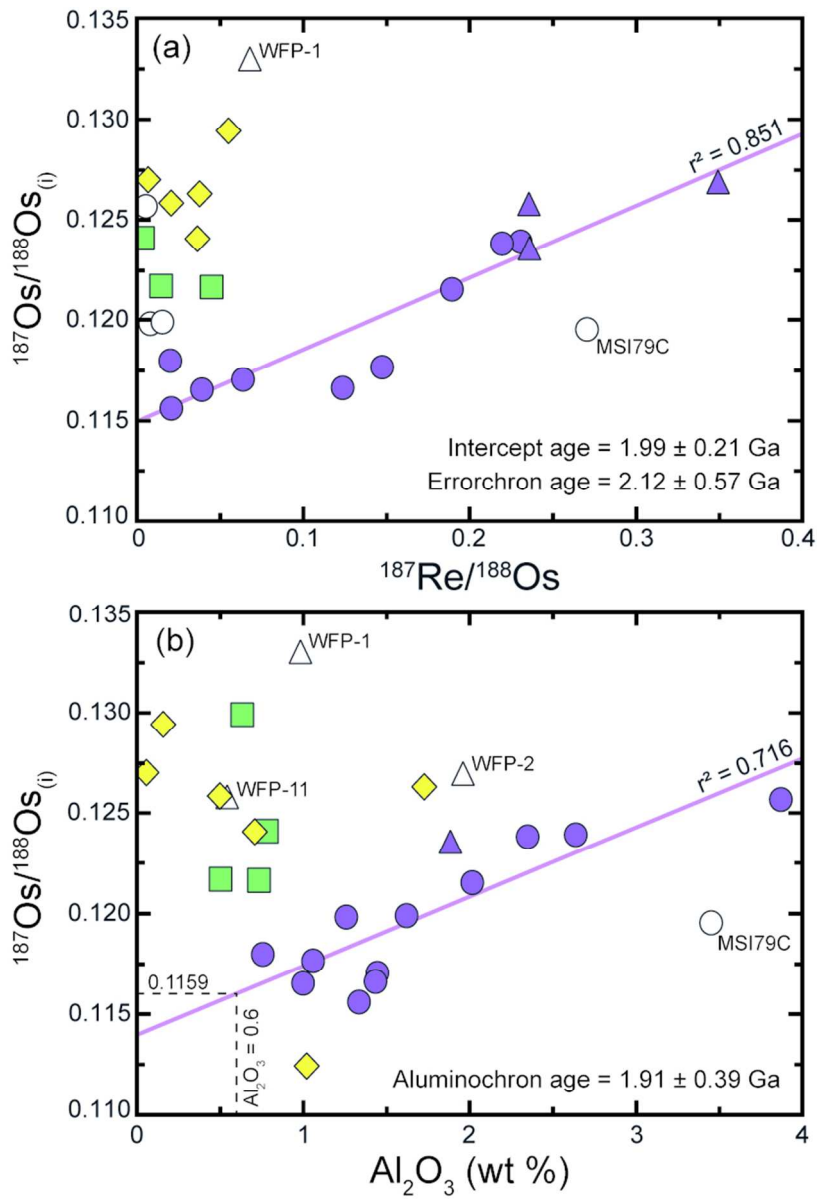 (a)
WFP-1
r² = 0.851
MSI79C
Intercept age = 1.99 ± 0.21 Ga
Errorchron age = 2.12 ± 0.57 Ga
0.135
0.130
0.125
0.120
0.115
0.110
¹⁸⁷Os/¹⁸⁸Os(i)
0 0.1 0.2 0.3 0.4
¹⁸⁷Re/¹⁸⁸Os
(b)
WFP-1
WFP-11
WFP-2
r² = 0.716
MSI79C
0.1159
Al₂O₃ = 0.6
Aluminochron age = 1.91 ± 0.39 Ga
0.135
0.130
0.125
0.120
0.115
0.110
¹⁸⁷Os/¹⁸⁸Os(i)
0 1 2 3 4
Al₂O₃ (wt %)